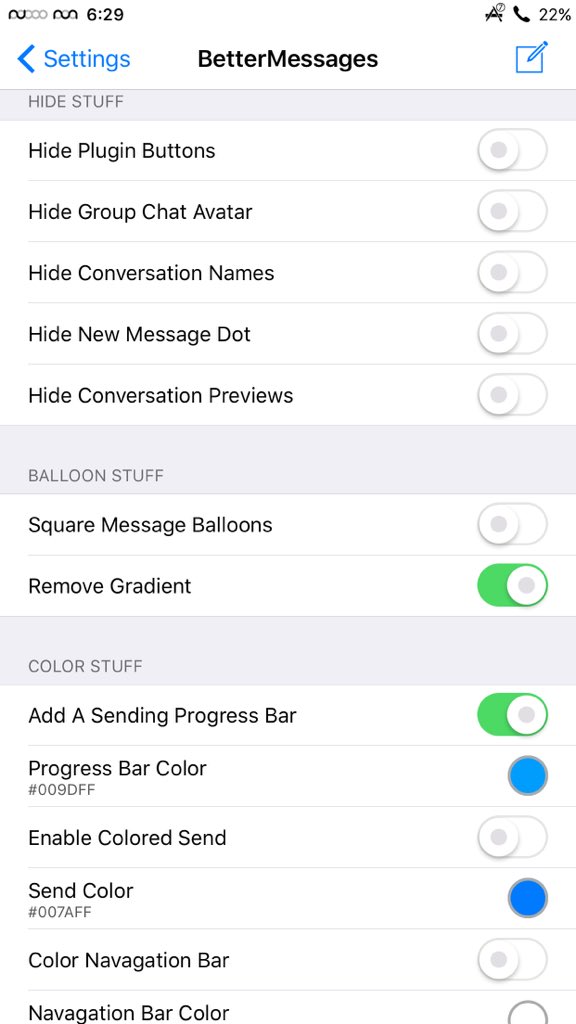 6:29
7
22%
Settings
BetterMessages
HIDE STUFF
Hide Plugin Buttons
Hide Group Chat Avatar
Hide Conversation Names
Hide New Message Dot
Hide Conversation Previews
BALLOON STUFF
Square Message Balloons
Remove Gradient
COLOR STUFF
Add A Sending Progress Bar
Progress Bar Color
#009DFF
Enable Colored Send
Send Color
#007AFF
Color Navagation Bar
Navagation Bar Color